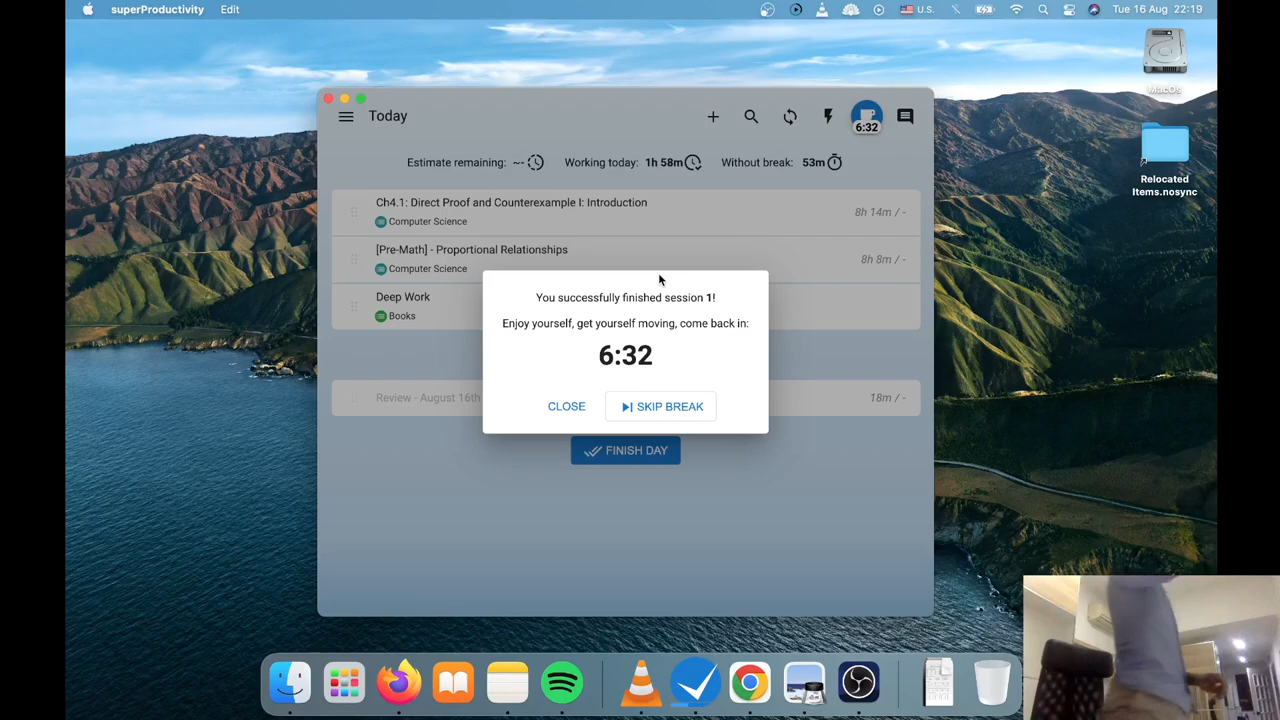 superProductivity Edit
U.S. Tue 16 Aug 22:19
MacOs
Relocated
Items.nosync
Today
6:32
Estimate remaining: ~- Working today: 1h 58m Without break: 53m
Ch4.1: Direct Proof and Counterexample I: Introduction
Computer Science
8h 14m / -
[Pre-Math] - Proportional Relationships
Computer Science
8h 8m / -
Deep Work
Books
You successfully finished session 1!
Enjoy yourself, get yourself moving, come back in:
6:32
CLOSE SKIP BREAK
Review - August 16th
18m / -
FINISH DAY